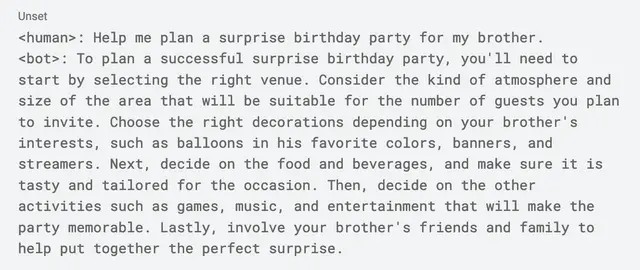 Unset
<human>: Help me plan a surprise birthday party for my brother.
<bot>: To plan a successful surprise birthday party, you'll need to
start by selecting the right venue. Consider the kind of atmosphere and
size of the area that will be suitable for the number of guests you plan
to invite. Choose the right decorations depending on your brother's
interests, such as balloons in his favorite colors, banners, and
streamers. Next, decide on the food and beverages, and make sure it is
tasty and tailored for the occasion. Then, decide on the other
activities such as games, music, and entertainment that will make the
party memorable. Lastly, involve your brother's friends and family to
help put together the perfect surprise.